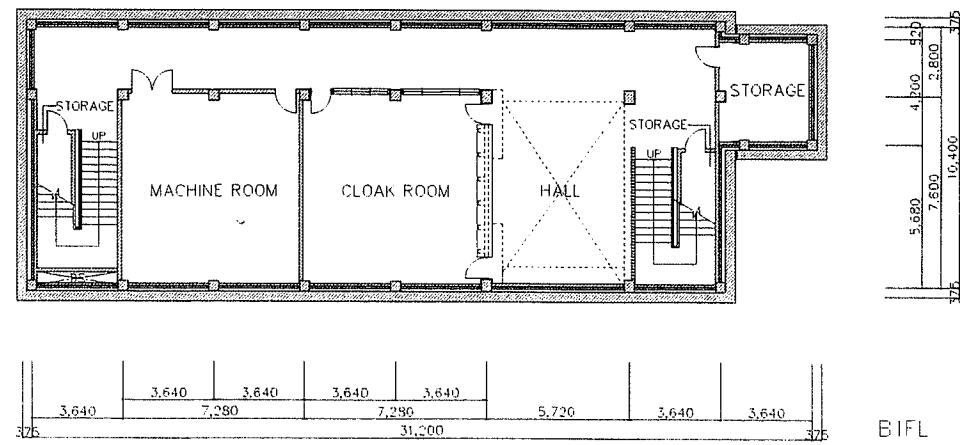 STORAGE
UP
MACHINE ROOM
CLOAK ROOM
HALL
STORAGE
UP
STORAGE
375
520
2,800
4,200
10,400
7,600
5,680
375
3,640 3,640 3,640 3,640
3,640 7,280 7,280 5,720 3,640 3,640
375 31,200 375
B1FL